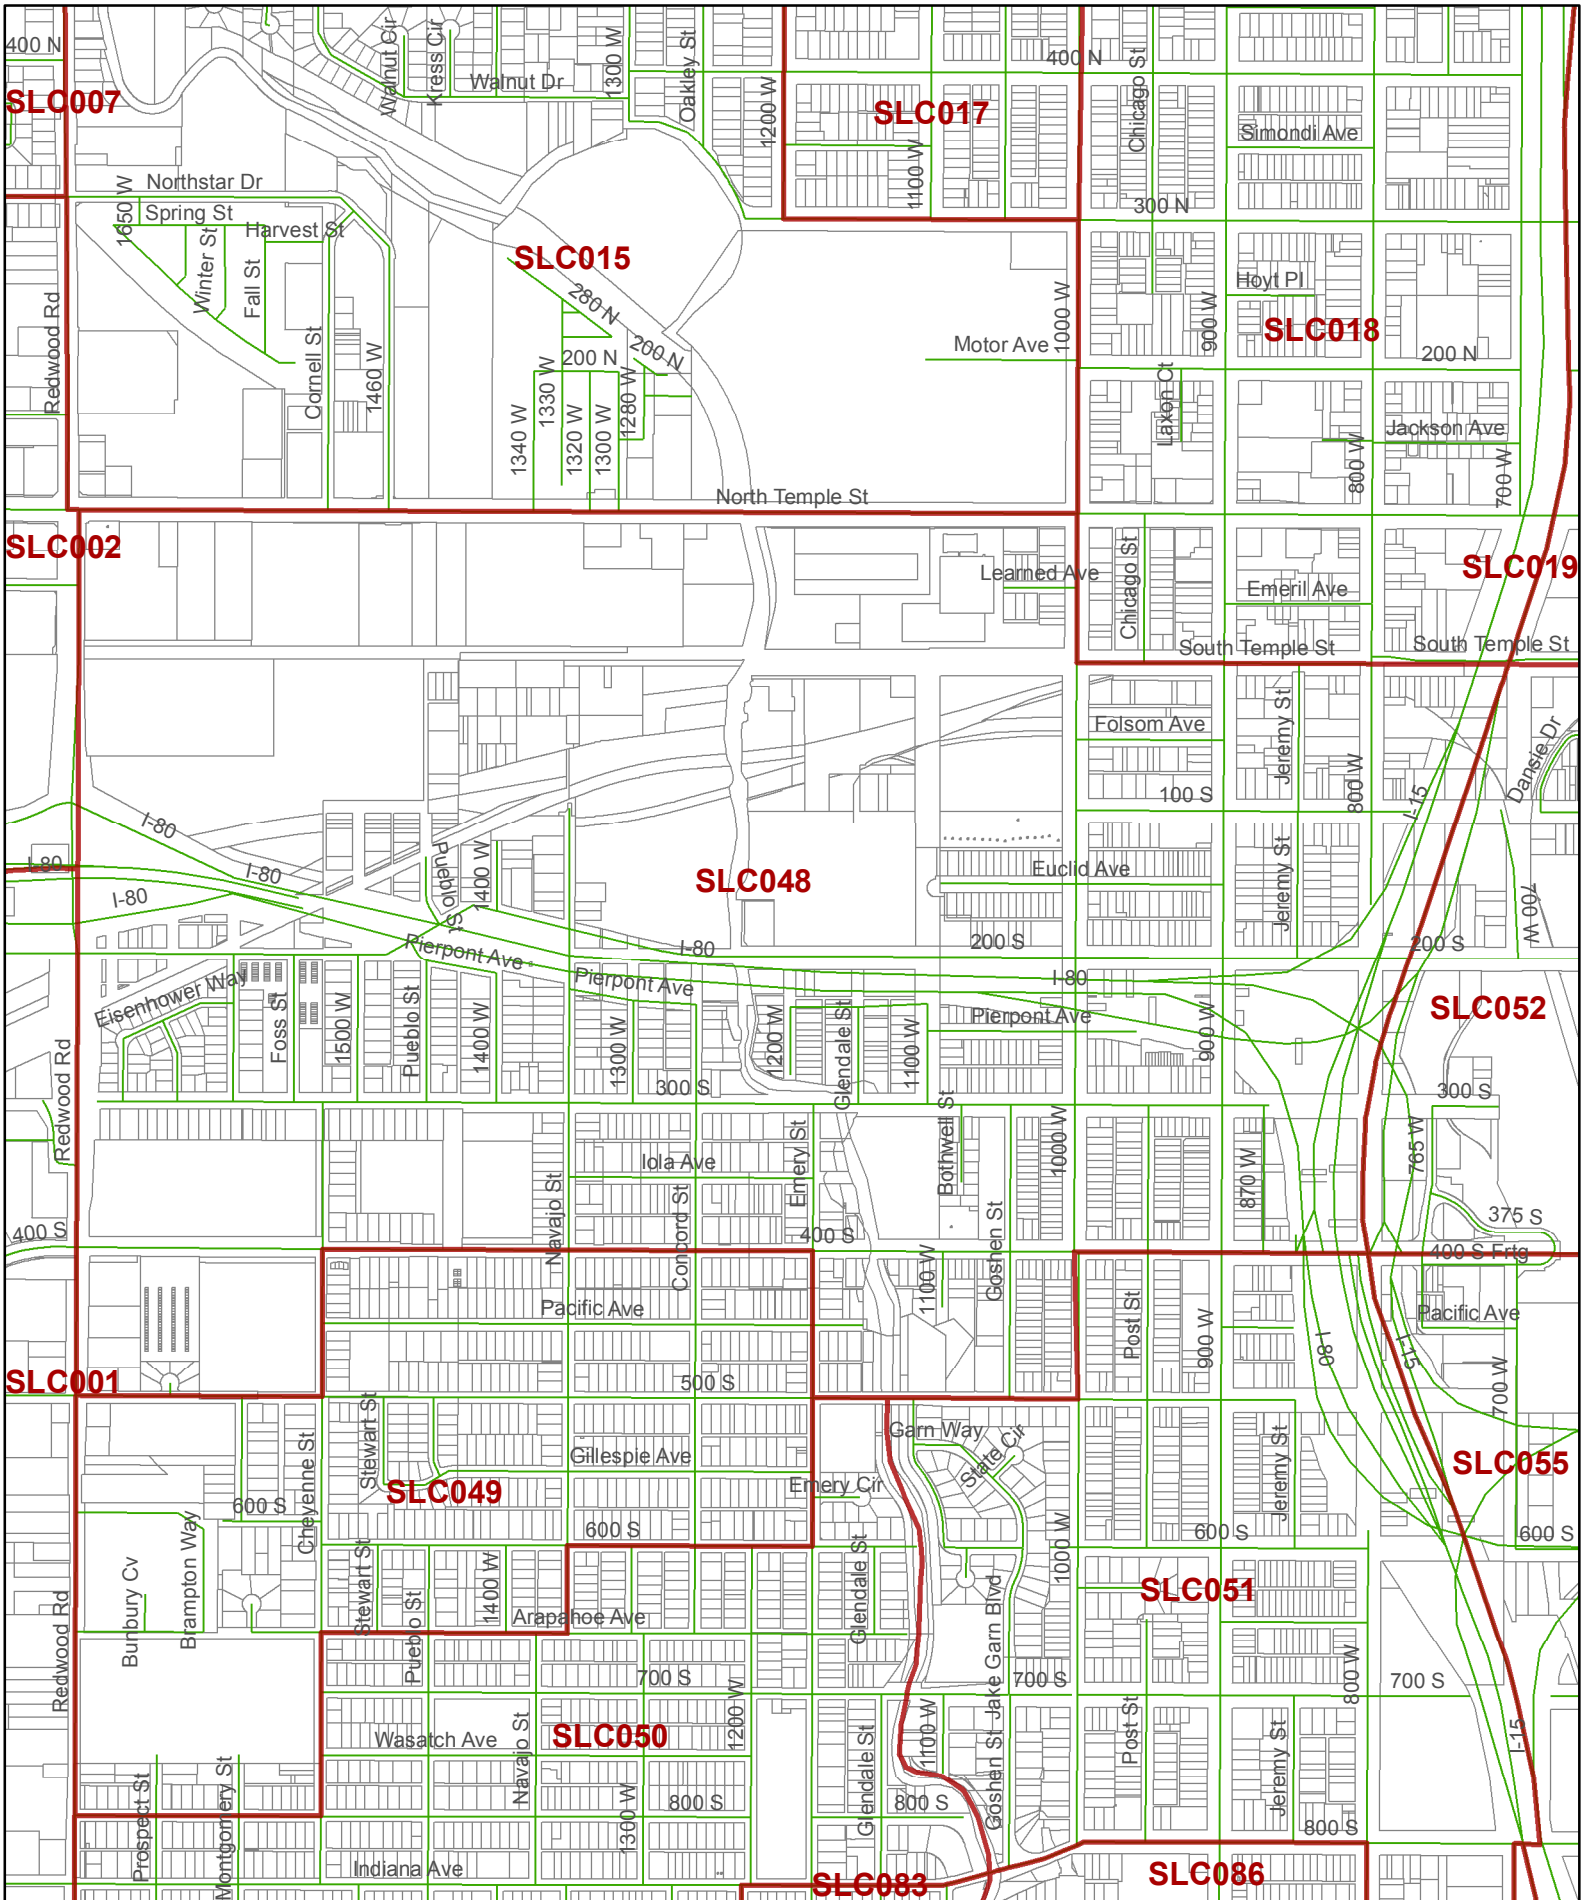 400 N
SLC007
Walnut Cir
Kress Cir
Walnut Dr
1300 W
Oakley St
1200 W
SLC017
1100 W
400 N
Chicago St
Simondi Ave
300 N
Northstar Dr
1650 W
Spring St
Harvest St
Winter St
Fall St
Cornell St
1460 W
Redwood Rd
SLC015
280 N
200 N
200 N
1340 W
1330 W
1320 W
1300 W
1280 W
Motor Ave
1000 W
900 W
Hoyt Pl
SLC018
200 N
Laxon Ct
Jackson Ave
800 W
700 W
North Temple St
SLC002
Learned Ave
Chicago St
Emeril Ave
SLC019
South Temple St
South Temple St
Folsom Ave
Jeremy St
Dansie Dr
100 S
800 W
I-15
I-80
I-80
I-80
I-80
Pueblo St
1400 W
SLC048
Euclid Ave
Jeremy St
700 W
200 S
200 S
Pierpont Ave
I-80
Pierpont Ave
I-80
Pierpont Ave
Eisenhower Way
Foss St
1500 W
Pueblo St
1400 W
1300 W
1200 W
Glendale St
1100 W
900 W
SLC052
Redwood Rd
300 S
300 S
Iola Ave
Emery St
Bothwell St
1000 W
870 W
765 W
Navajo St
Concord St
400 S
400 S
Goshen St
375 S
400 S Frtg
1100 W
Pacific Ave
Post St
900 W
I-80
I-15
Pacific Ave
700 W
SLC001
500 S
Stewart St
Cheyenne St
SLC049
Gillespie Ave
Garn Way
State Cir
Emery Cir
Jeremy St
SLC055
600 S
600 S
600 S
600 S
Bunbury Cv
Brampton Way
Stewart St
Pueblo St
1400 W
Arapahoe Ave
Glendale St
Goshen St Jake Garn Blvd
1000 W
SLC051
Redwood Rd
700 S
700 S
700 S
800 W
Wasatch Ave
Navajo St
SLC050
1200 W
Glendale St
1100 W
Post St
Jeremy St
I-15
Prospect St
Montgomery St
1300 W
800 S
800 S
800 S
Indiana Ave
SLC083
SLC086